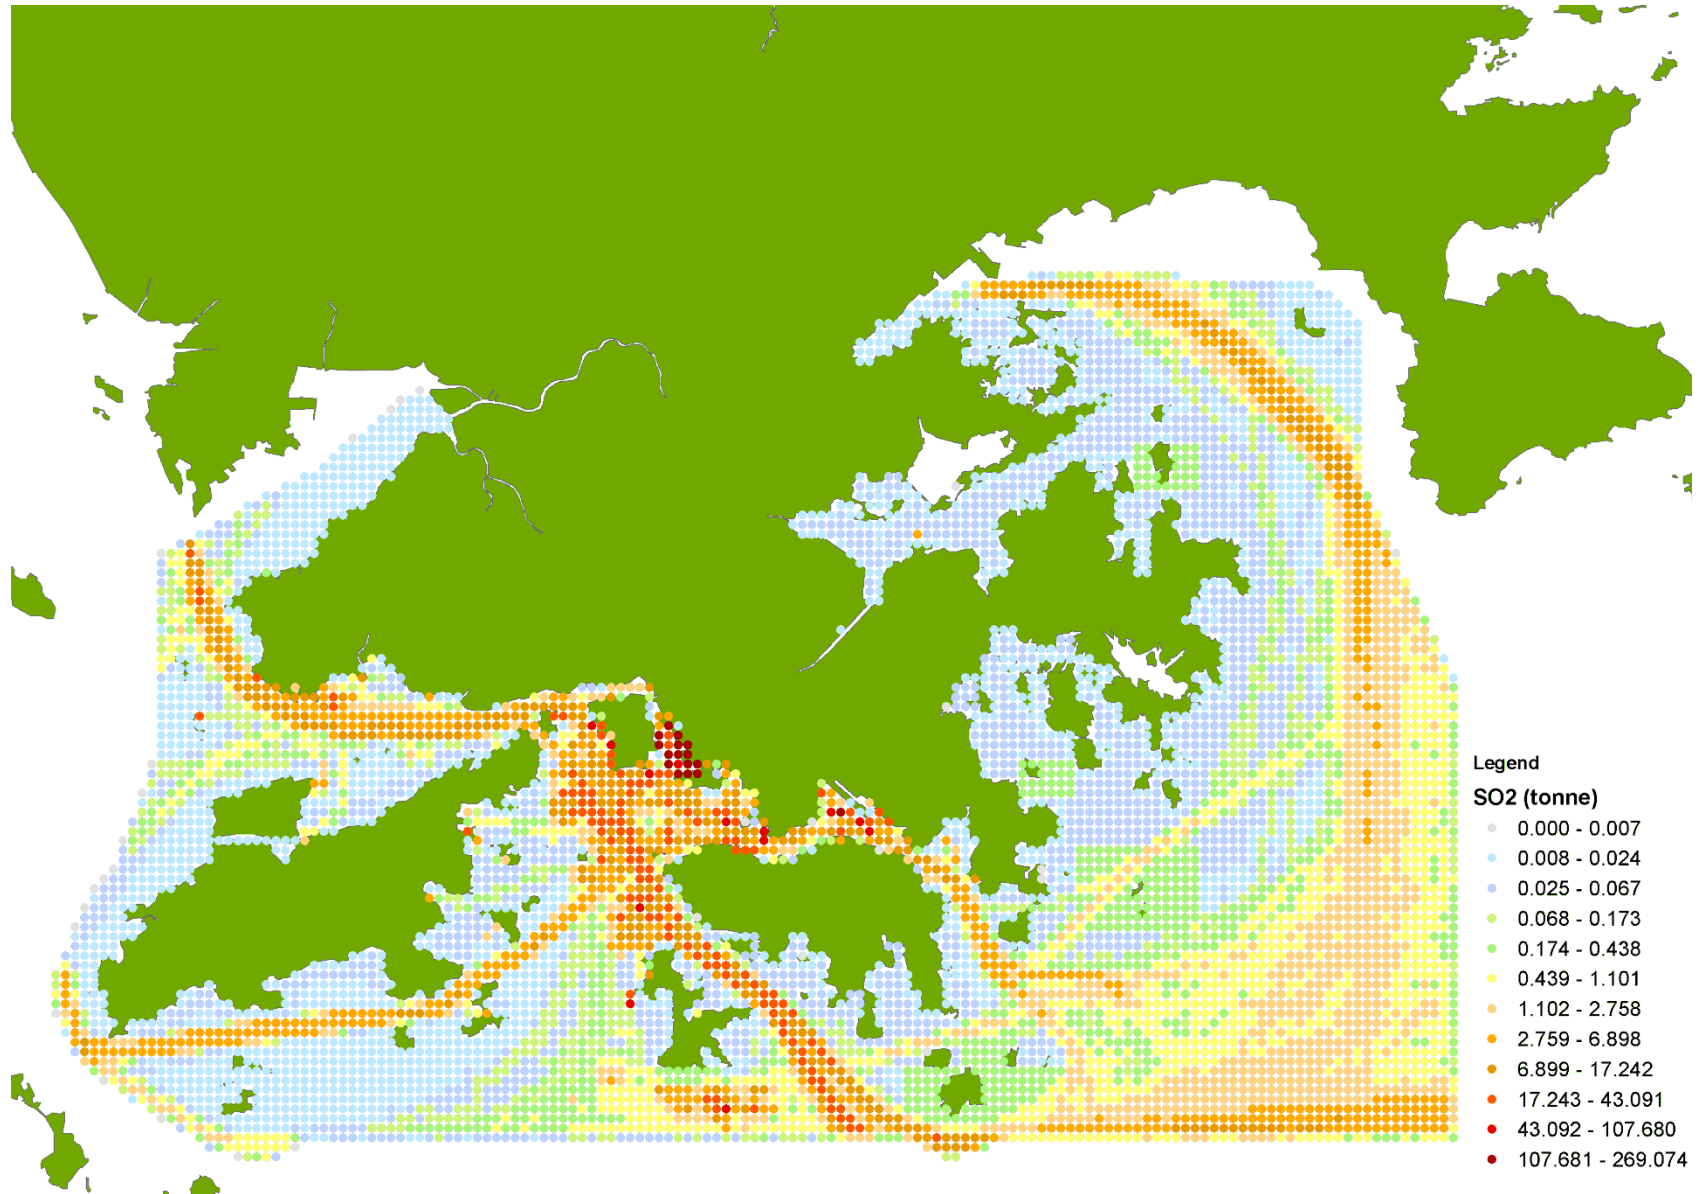 Legend
SO2 (tonne)
0.000 - 0.007
0.008 - 0.024
0.025 - 0.067
0.068 - 0.173
0.174 - 0.438
0.439 - 1.101
1.102 - 2.758
2.759 - 6.898
6.899 - 17.242
17.243 - 43.091
43.092 - 107.680
107.681 - 269.074